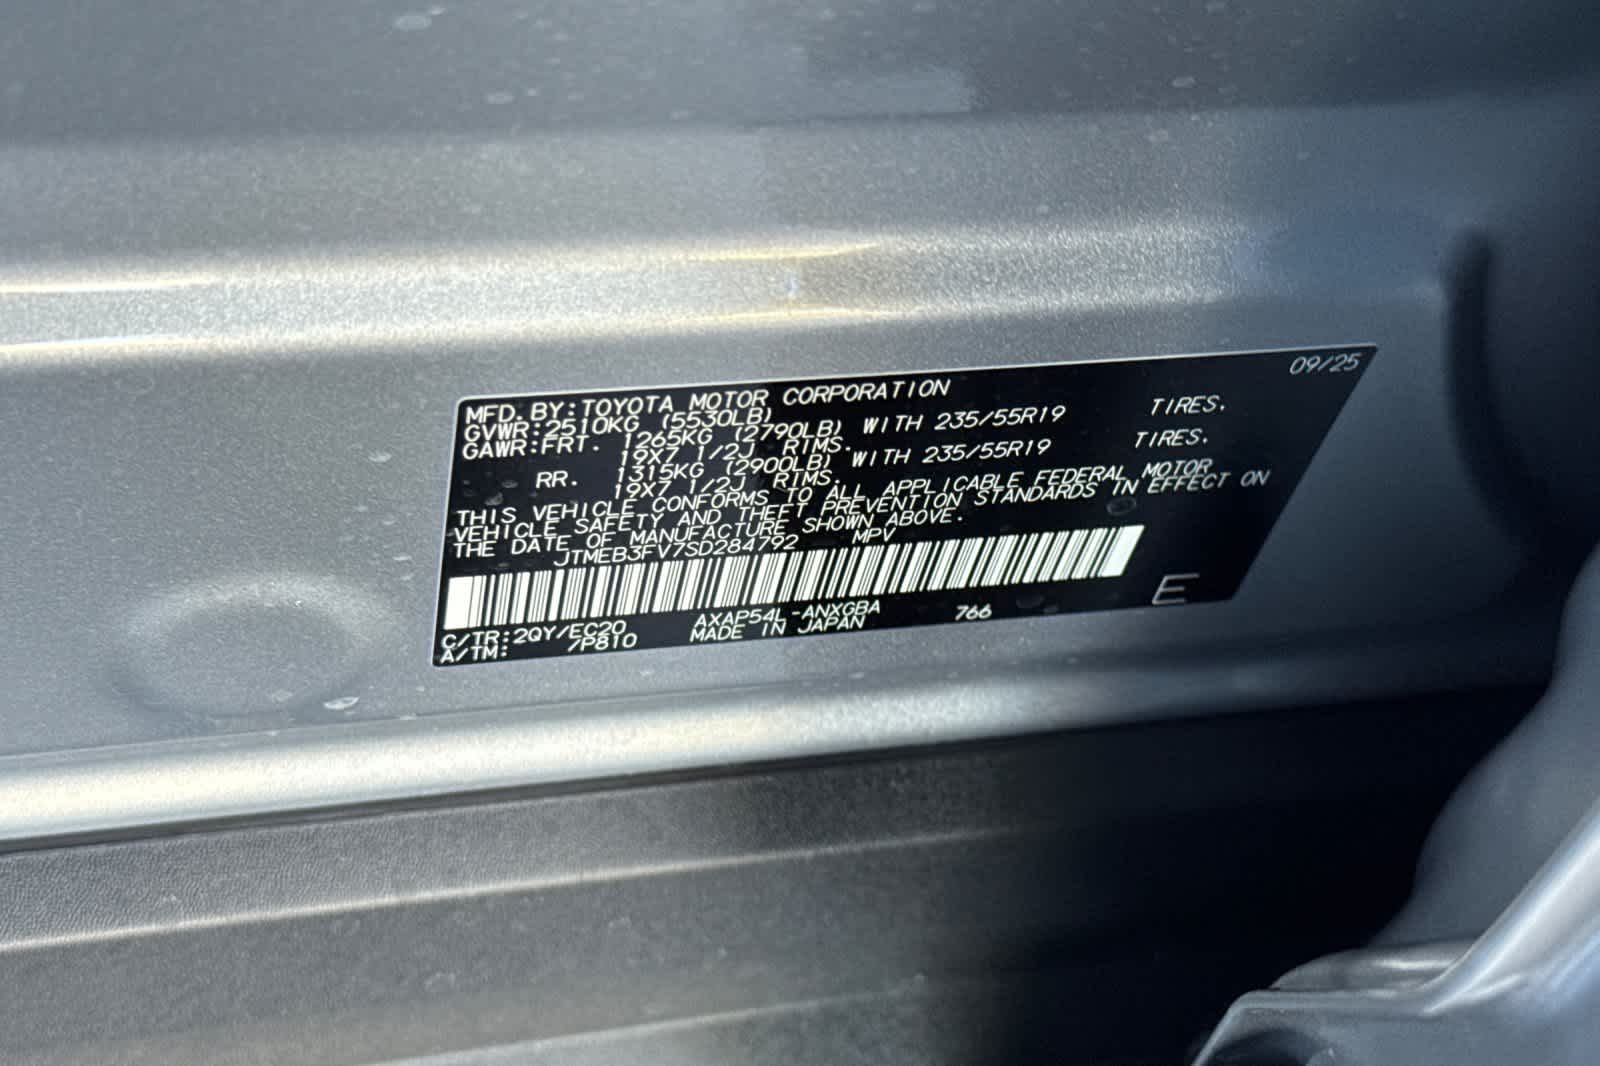 09/25
MFD. BY: TOYOTA MOTOR CORPORATION
GVWR: 2510KG (5530LB)
GAWR: FRT. 1265KG (2790LB) WITH 235/55R19 TIRES.
19X7 1/2J RIMS.
RR. 1315KG (2900LB) WITH 235/55R19 TIRES.
19X7 1/2J RIMS.
THIS VEHICLE CONFORMS TO ALL APPLICABLE FEDERAL MOTOR
VEHICLE SAFETY AND THEFT PREVENTION STANDARDS IN EFFECT ON
THE DATE OF MANUFACTURE SHOWN ABOVE.
JTMEB3FV7SD284792 MPV
C/TR: 2QY/EC20 AXAP54L-ANXGBA 766 E
A/TM: /P810 MADE IN JAPAN